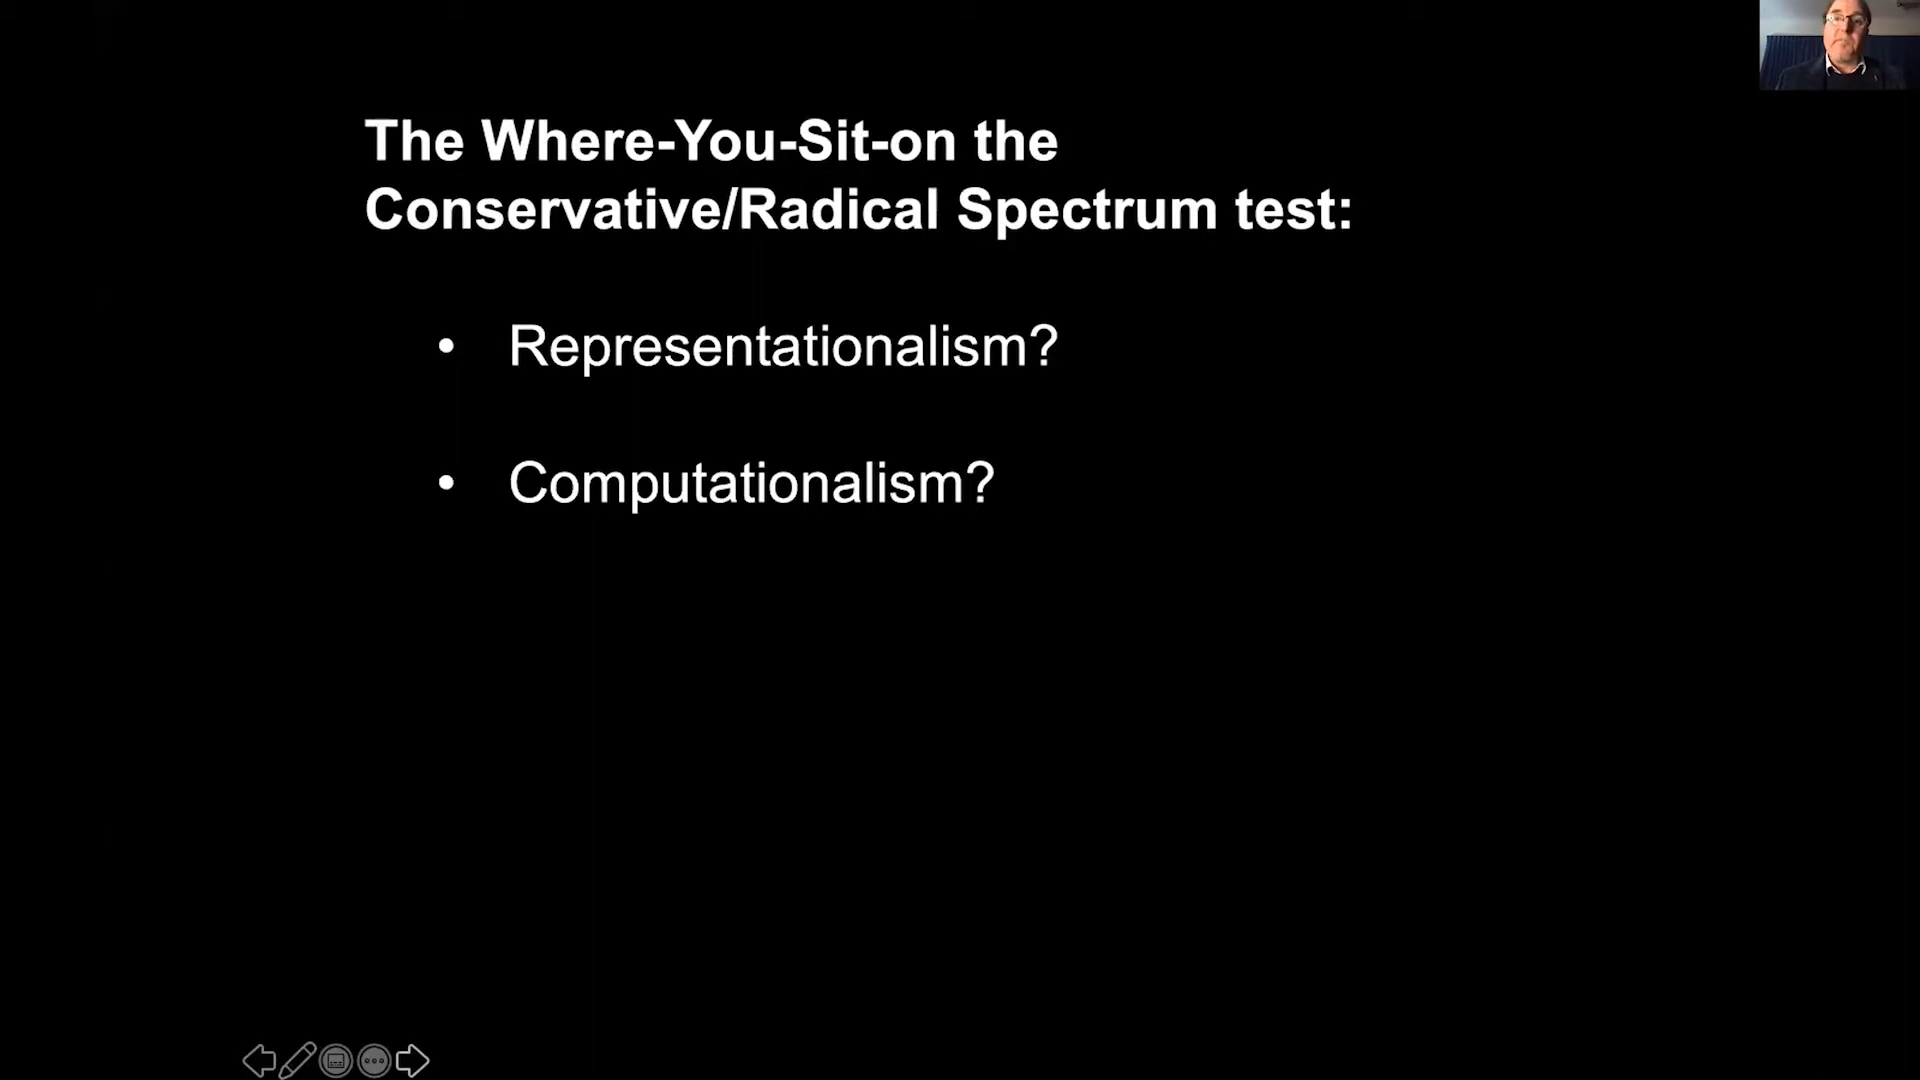 The Where-You-Sit-on the
Conservative/Radical Spectrum test:
• Representationalism?
• Computationalism?